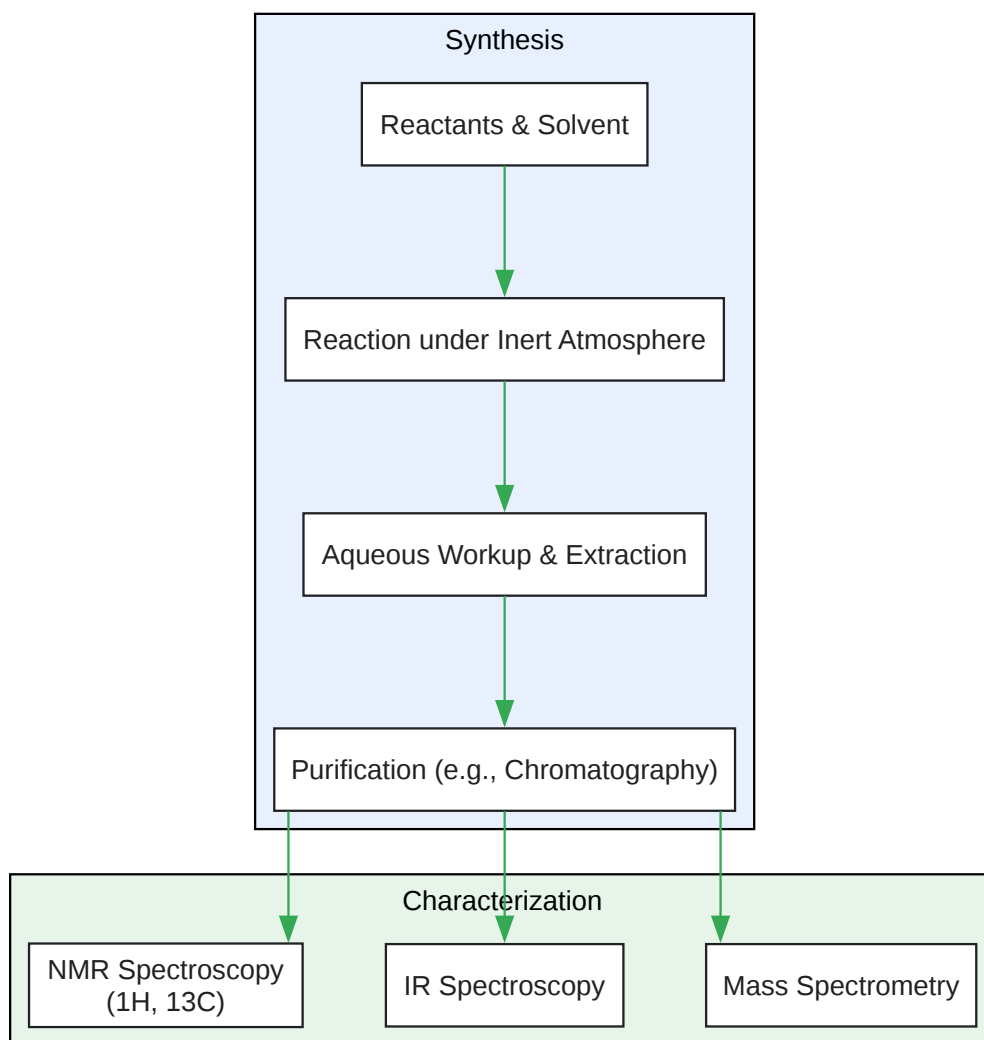 Synthesis
Reactants & Solvent
Reaction under Inert Atmosphere
Aqueous Workup & Extraction
Purification (e.g., Chromatography)
Characterization
NMR Spectroscopy
(1H, 13C)
IR Spectroscopy
Mass Spectrometry